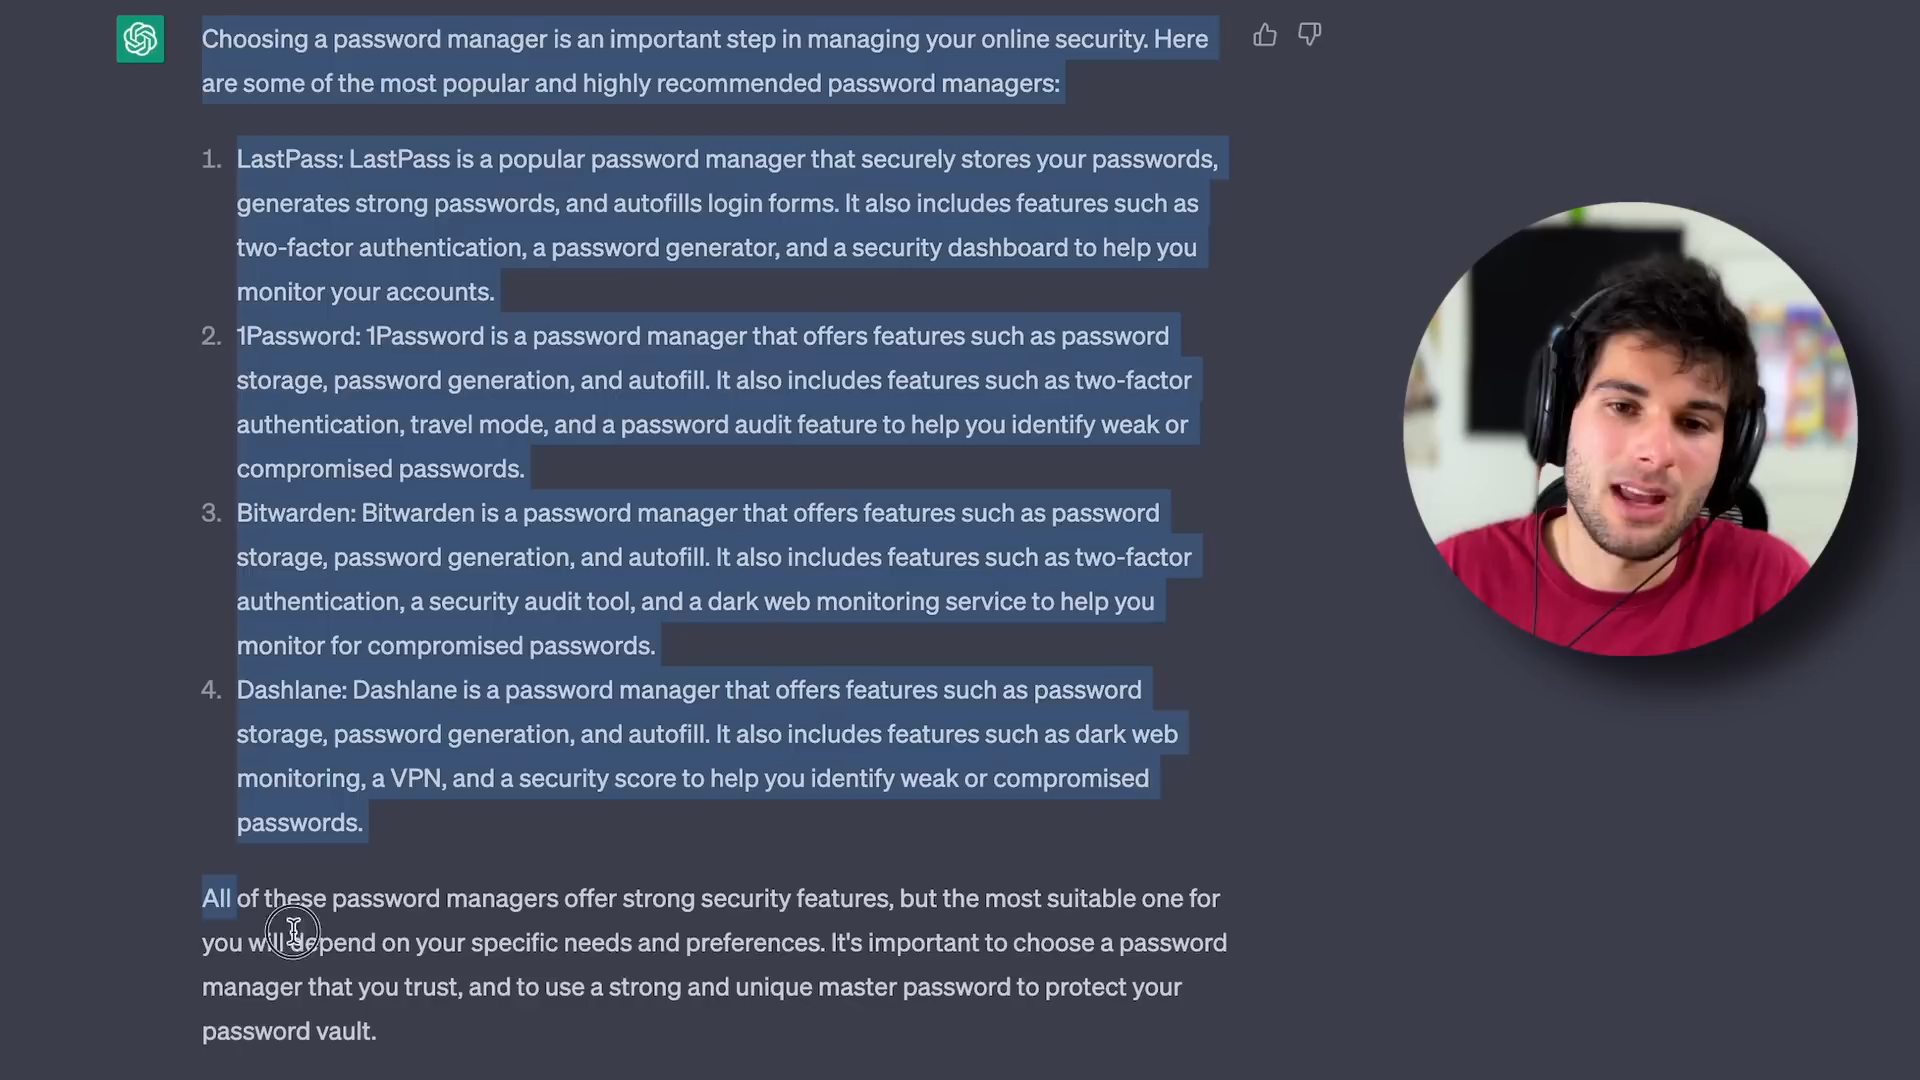 Choosing a password manager is an important step in managing your online security. Here
are some of the most popular and highly recommended password managers:
1. LastPass: LastPass is a popular password manager that securely stores your passwords,
generates strong passwords, and autofills login forms. It also includes features such as
two-factor authentication, a password generator, and a security dashboard to help you
monitor your accounts.
2. 1Password: 1Password is a password manager that offers features such as password
storage, password generation, and autofill. It also includes features such as two-factor
authentication, travel mode, and a password audit feature to help you identify weak or
compromised passwords.
3. Bitwarden: Bitwarden is a password manager that offers features such as password
storage, password generation, and autofill. It also includes features such as two-factor
authentication, a security audit tool, and a dark web monitoring service to help you
monitor for compromised passwords.
4. Dashlane: Dashlane is a password manager that offers features such as password
storage, password generation, and autofill. It also includes features such as dark web
monitoring, a VPN, and a security score to help you identify weak or compromised
passwords.
All of these password managers offer strong security features, but the most suitable one for
you will depend on your specific needs and preferences. It's important to choose a password
manager that you trust, and to use a strong and unique master password to protect your
password vault.